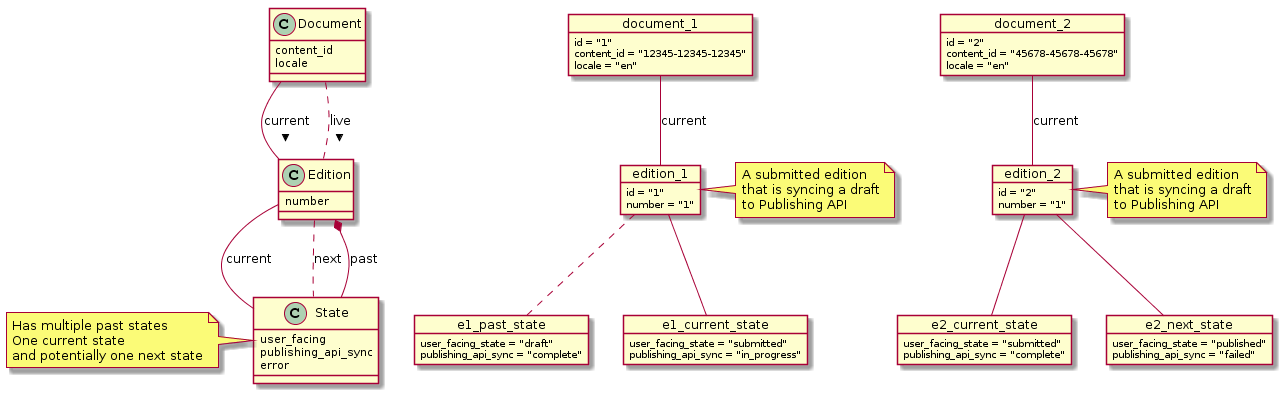 C Document
content_id
locale
current
live
C Edition
number
current
next
past
Has multiple past states
One current state
and potentially one next state
C State
user_facing
publishing_api_sync
error
document_1
id = "1"
content_id = "12345-12345-12345"
locale = "en"
current
edition_1
id = "1"
number = "1"
A submitted edition
that is syncing a draft
to Publishing API
e1_past_state
user_facing_state = "draft"
publishing_api_sync = "complete"
e1_current_state
user_facing_state = "submitted"
publishing_api_sync = "in_progress"
document_2
id = "2"
content_id = "45678-45678-45678"
locale = "en"
current
edition_2
id = "2"
number = "1"
A submitted edition
that is syncing a draft
to Publishing API
e2_current_state
user_facing_state = "submitted"
publishing_api_sync = "complete"
e2_next_state
user_facing_state = "published"
publishing_api_sync = "failed"